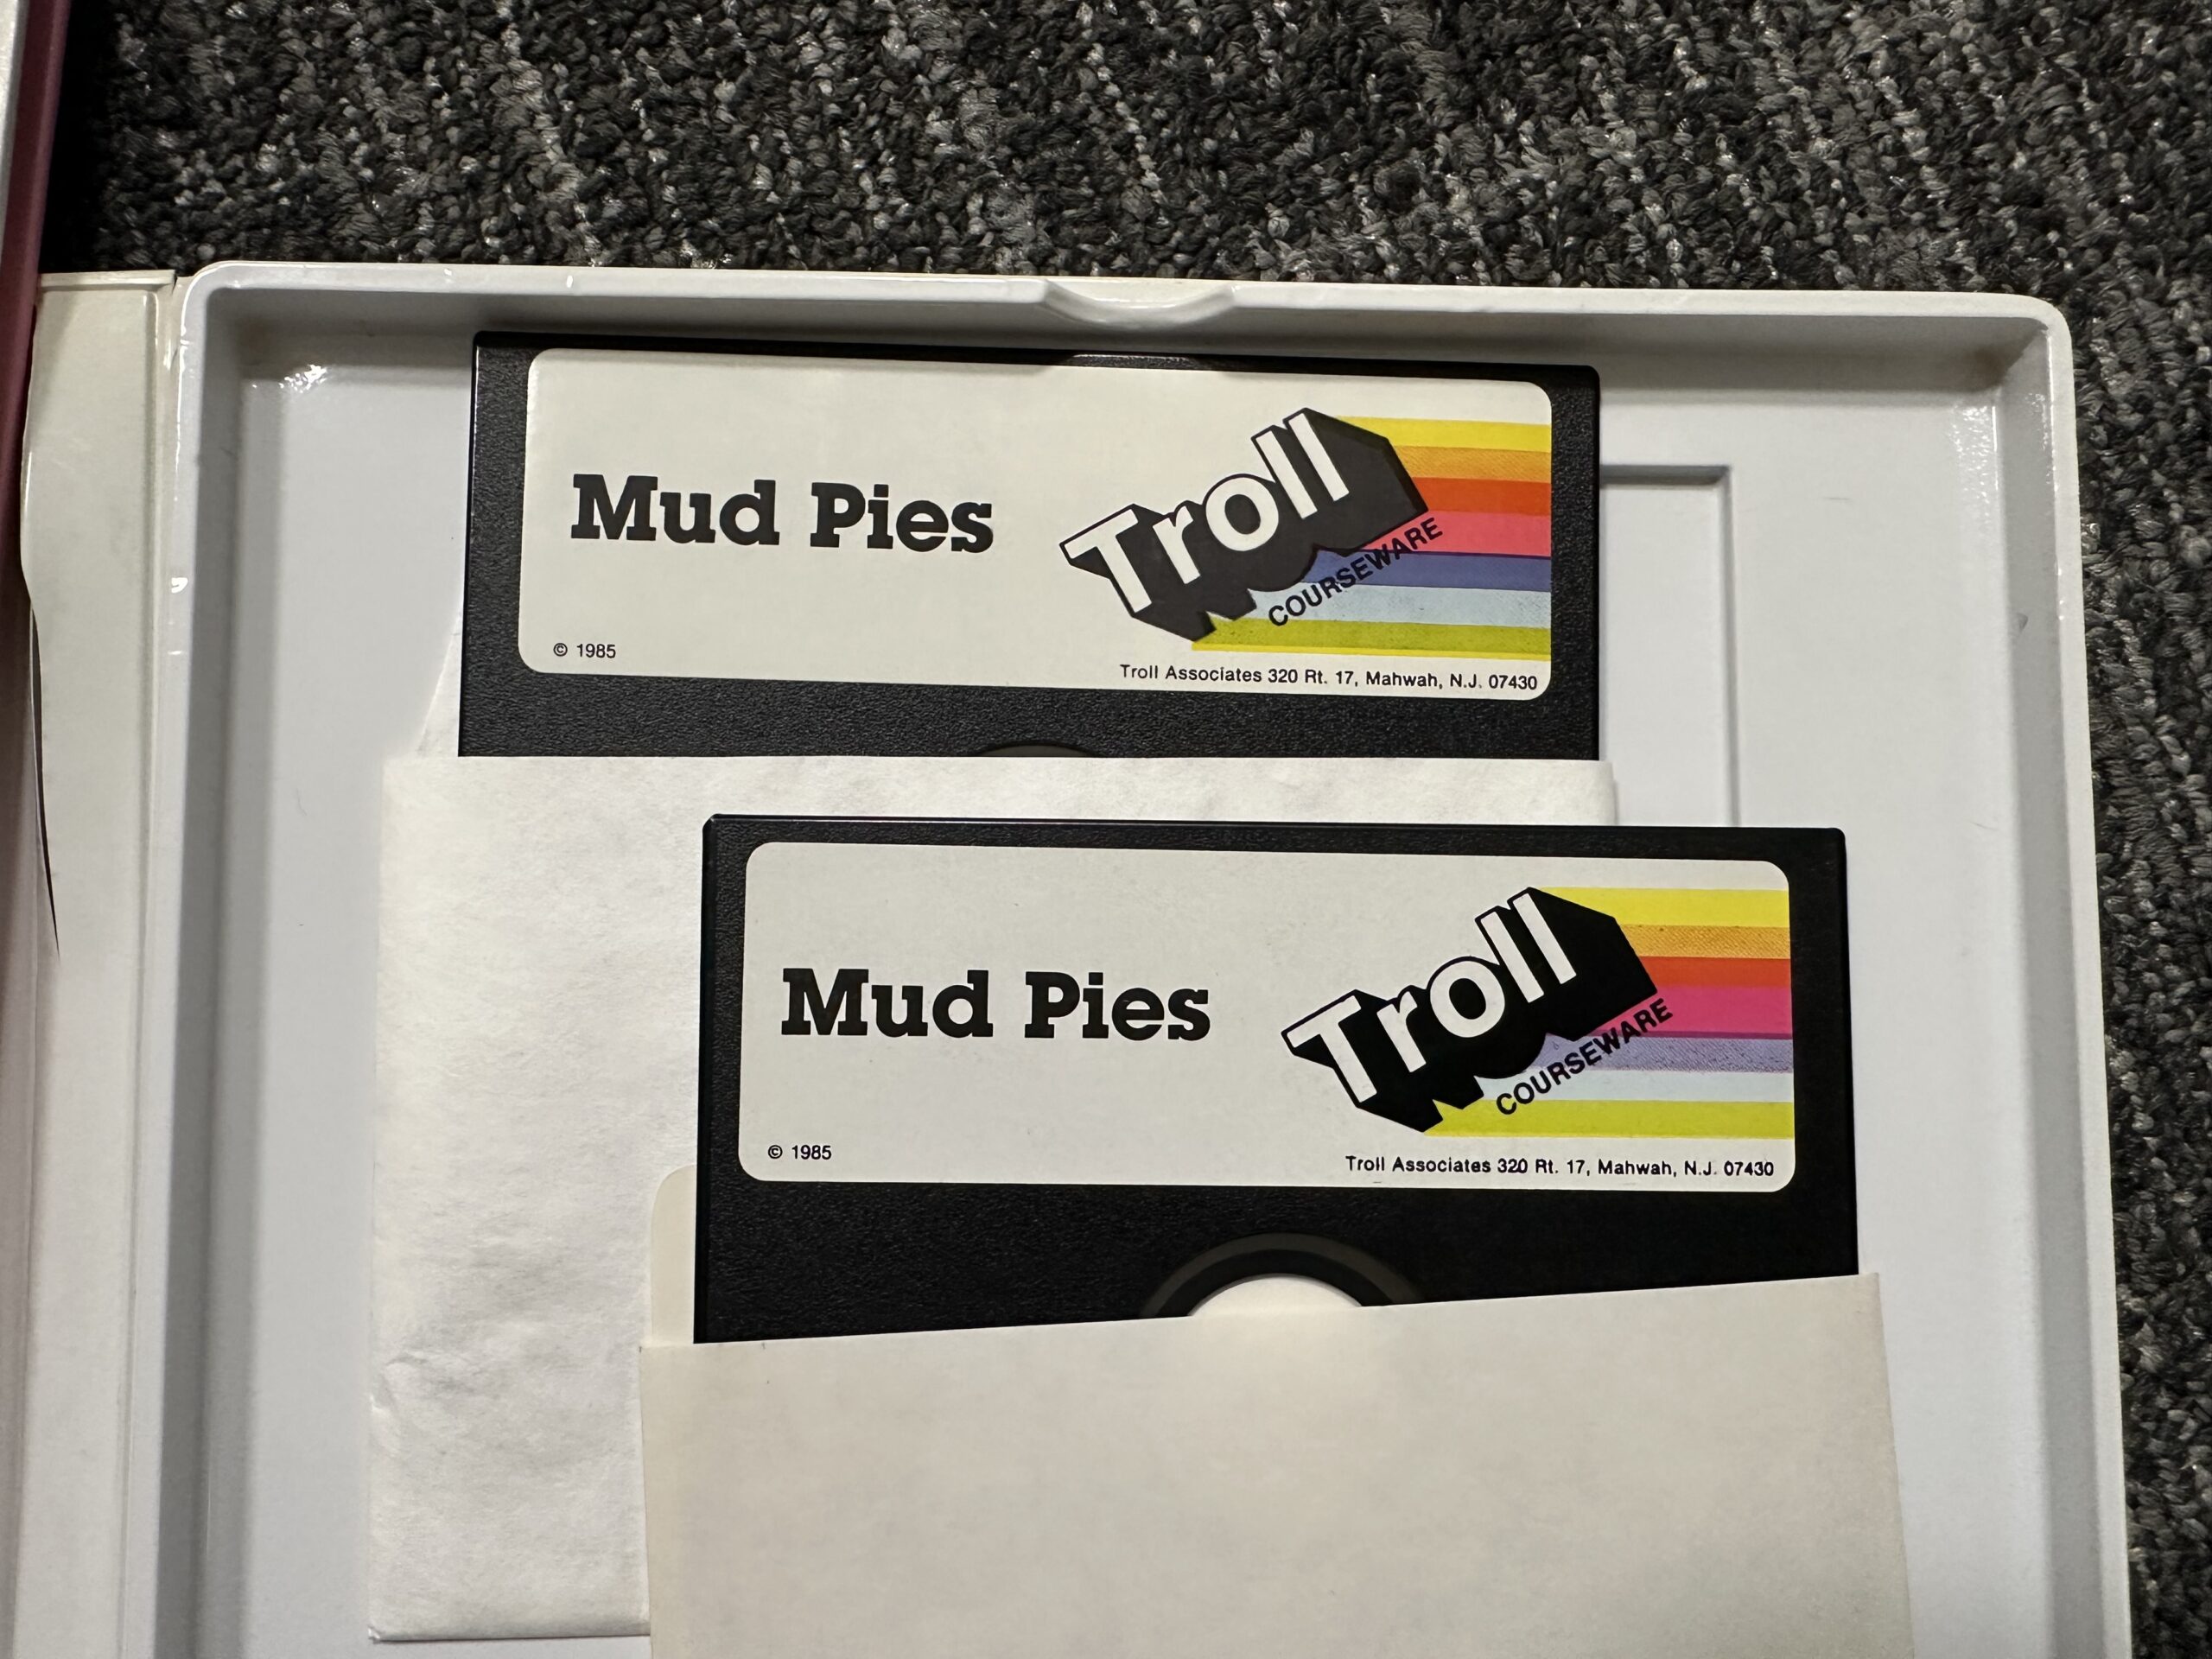 Mud Pies
Troll
COURSEWARE
© 1985
Troll Associates 320 Rt. 17, Mahwah, N.J. 07430
Mud Pies
Troll
COURSEWARE
© 1985
Troll Associates 320 Rt. 17, Mahwah, N.J. 07430